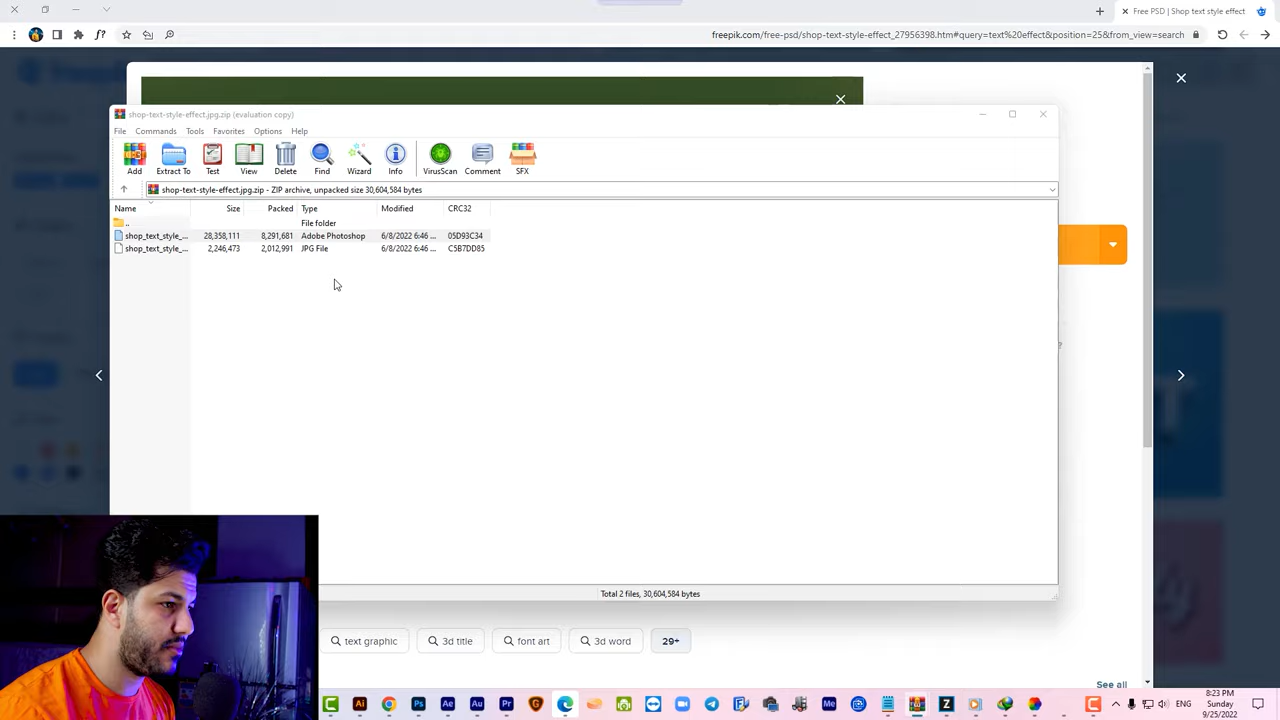 Free PSD | Shop text style effect
f?
freepik.com/free-psd/shop-text-style-effect_27956398.htm#query=text%20effect&position=25&from_view=search
shop-text-style-effect.jpg.zip (evaluation copy)
File Commands Tools Favorites Options Help
Add Extract To Test View Delete Find Wizard Info VirusScan Comment SFX
shop-text-style-effect.jpg.zip - ZIP archive, unpacked size 30,604,584 bytes
Name Size Packed Type Modified CRC32
.. File folder
shop_text_style_... 28,358,111 8,291,681 Adobe Photoshop 6/8/2022 6:46 ... 05D93C34
shop_text_style_... 2,246,473 2,012,991 JPG File 6/8/2022 6:46 ... C5B7DD85
Total 2 files, 30,604,584 bytes
text graphic 3d title font art 3d word 29+
See all
Ai Ps Ae Au Pr Me Z ENG
8:23 PM
Sunday
9/25/2022